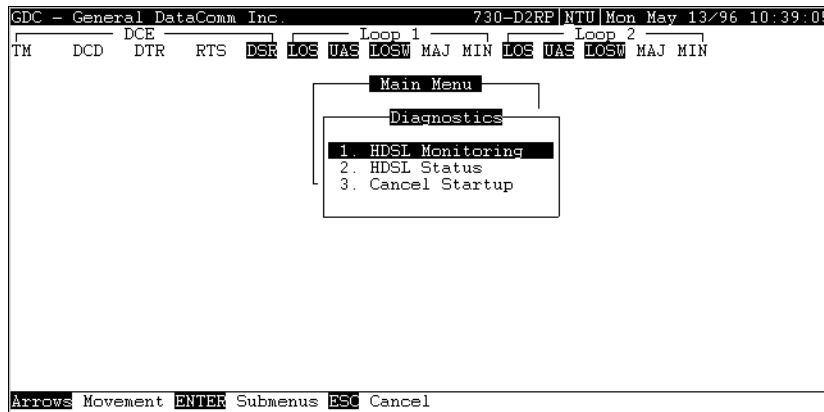 GDC - General DataComm Inc. 730-D2RP|NTU|Mon May 13/96 10:39:05
DCE Loop 1 Loop 2
TM DCD DTR RTS DSR LOS UAS LOSW MAJ MIN LOS UAS LOSW MAJ MIN
Main Menu
Diagnostics
1. HDSL Monitoring
2. HDSL Status
3. Cancel Startup
Arrows Movement ENTER Submenus ESC Cancel